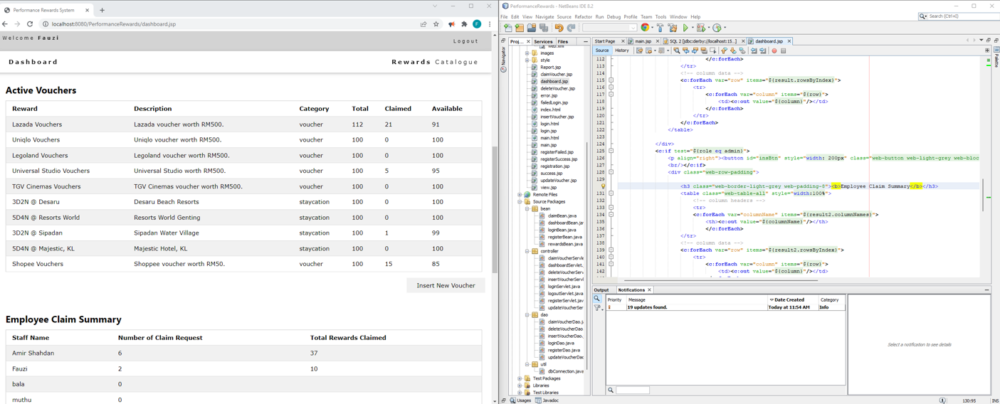 Performance Rewards System
localhost:8080/PerformanceRewards/dashboard.jsp
F
Welcome Fauzi
Logout
Dashboard
Rewards Catalogue
Active Vouchers
Reward Description Category Total Claimed Available
Lazada Vouchers Lazada voucher worth RM500. voucher 112 21 91
Uniqlo Vouchers Uniqlo voucher worth RM500. voucher 100 0 100
Legoland Vouchers Legoland voucher worth RM500. voucher 100 0 100
Universal Studio Vouchers Universal Studio worth RM500. voucher 100 5 95
TGV Cinemas Vouchers TGV Cinemas voucher worth RM500. voucher 100 0 100
3D2N @ Desaru Desaru Beach Resorts staycation 100 0 100
5D4N @ Resorts World Resorts World Genting staycation 100 0 100
3D2N @ Sipadan Sipadan Water Village staycation 100 1 99
5D4N @ Majestic, KL Majestic Hotel, KL staycation 100 0 100
Shopee Vouchers Shoppee voucher worth RM50. voucher 100 15 85
Insert New Voucher
Employee Claim Summary
Staff Name Number of Claim Request Total Rewards Claimed
Amir Shahdan 6 37
Fauzi 2 10
bala 0
muthu 0
PerformanceRewards - NetBeans IDE 8.2
File Edit View Navigate Source Refactor Run Debug Profile Team Tools Window Help
Search (Ctrl+I)
Proj... Services Files
Navigator
web.xml
images
style
Report.jsp
claimVoucher.jsp
dashboard.jsp
deleteVoucher.jsp
error.jsp
failedLogin.jsp
index.html
insertVoucher.jsp
login.html
login.jsp
main.html
main.jsp
registerFailed.jsp
registerSuccess.jsp
registration.jsp
success.jsp
updateVoucher.jsp
view.jsp
Remote Files
Source Packages
bean
claimBean.java
dashboardBean.java
loginBean.java
registerBean.java
rewardsBean.java
controller
claimVoucherServl
dashboardServlet.
deleteVoucherServ
insertVoucherServ
loginServlet.java
logoutServlet.java
registerServlet.java
updateVoucherSer
dao
claimVoucherDao.j
deleteVoucherDao
insertVoucherDao.
loginDao.java
registerDao.java
updateVoucherDao
util
dbConnection.java
Test Packages
Libraries
Test Libraries
Start Page main.jsp SQL 2 [jdbc:derby://localhost:15... dashboard.jsp
Source History
Palette
112 </c:forEach>
113 </tr>
114 <!-- column data -->
115 <c:forEach var="row" items="${result.rowsByIndex}">
116 <tr>
117 <c:forEach var="column" items="${row}">
118 <td><c:out value="${column}"/></td>
119 </c:forEach>
120 </tr>
121 </c:forEach>
122 </table>
123
124 </div>
125 <c:if test="${role eq admin}">
126 <p align="right"><button id="insBtn" style="width: 200px" class="web-button web-light-grey web-bloc
127 <br/></c:if>
128 <div class="web-row-padding">
129
<h3 class="web-border-light-grey web-padding-8"><b>Employee Claim Summary</b></h3>
131 <table class="web-table-all" style="width:100%">
132 <!-- column headers -->
133 <tr>
134 <c:forEach var="columnName" items="${result2.columnNames}">
135 <th><c:out value="${columnName}"/></th>
136 </c:forEach>
137 </tr>
138 <!-- column data -->
139 <c:forEach var="row" items="${result2.rowsByIndex}">
140 <tr>
141 <c:forEach var="column" items="${row}">
142 <td><c:out value="${column}"/></td>
Output Notifications
Priority Message Date Created Category
19 updates found. Today at 11:54 AM Info
Select a notification to see details
Usages Javadoc
130:95 INS